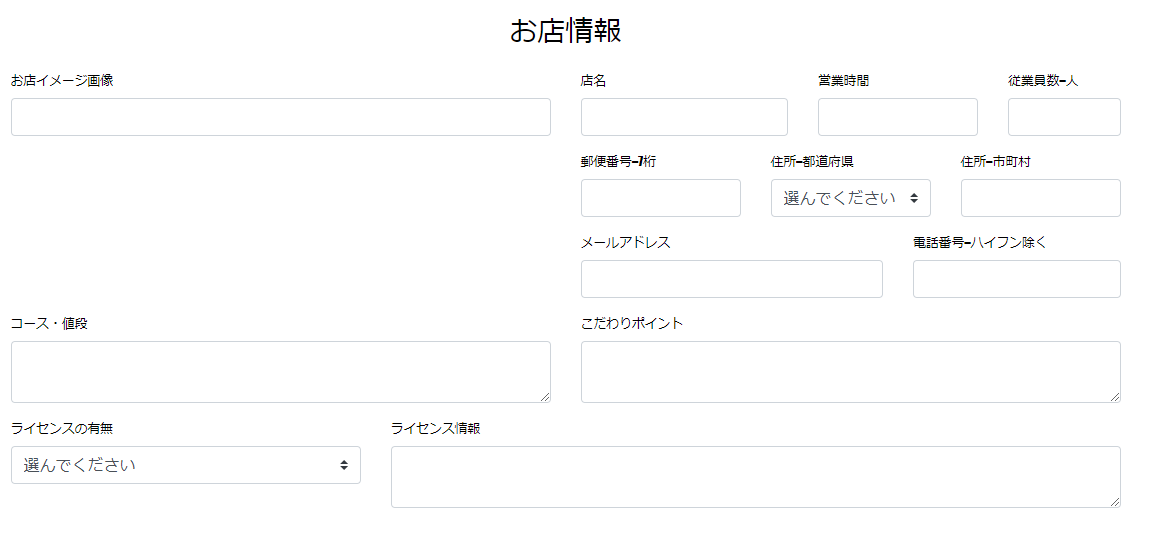 お店情報
お店イメージ画像
店名
営業時間
従業員数-人
郵便番号-7桁
住所-都道府県
選んでください
住所-市町村
メールアドレス
電話番号-ハイフン除く
コース・値段
こだわりポイント
ライセンスの有無
選んでください
ライセンス情報